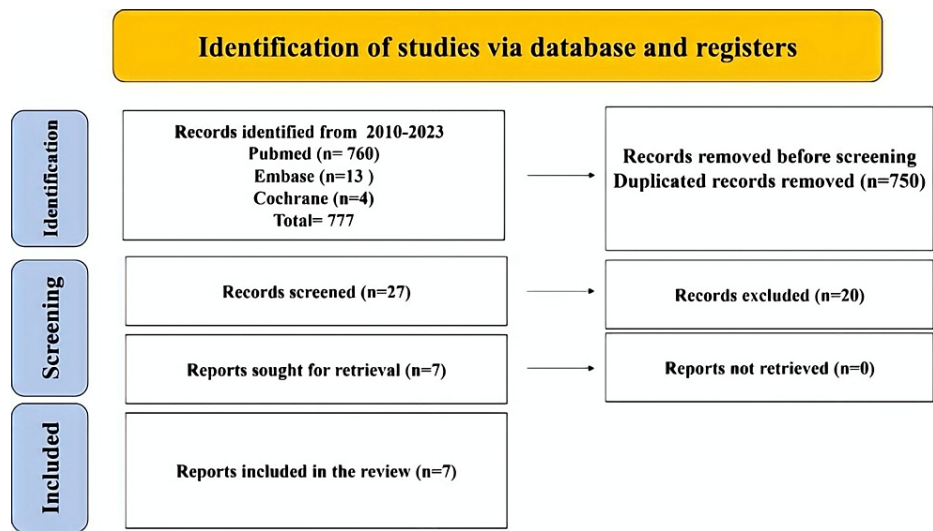 Identification of studies via database and registers
Identification
Records identified from 2010-2023
Pubmed (n= 760)
Embase (n=13 )
Cochrane (n=4)
Total= 777
Records removed before screening
Duplicated records removed (n=750)
Screening
Records screened (n=27)
Records excluded (n=20)
Reports sought for retrieval (n=7)
Reports not retrieved (n=0)
Included
Reports included in the review (n=7)